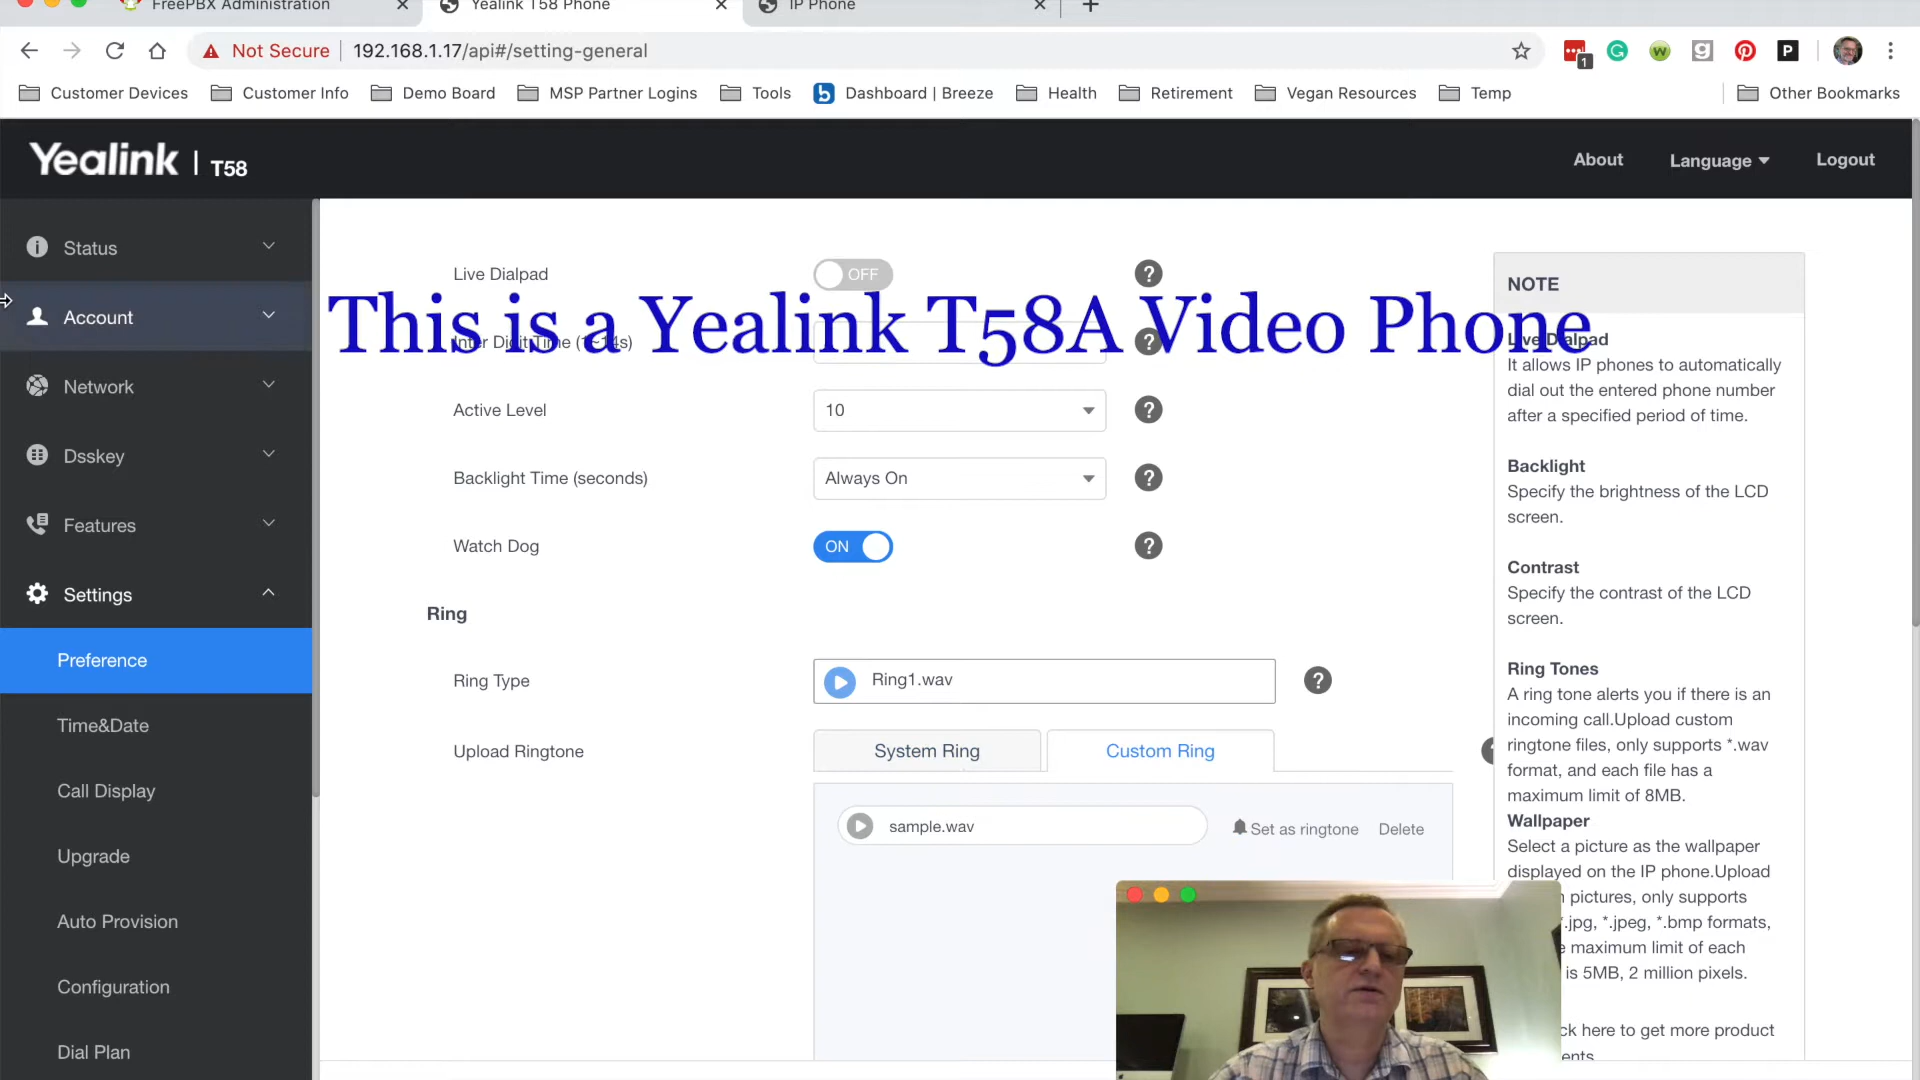 FreePBX Administration
Yealink T58 Phone
IP Phone
Not Secure
192.168.1.17/api#/setting-general
1
Customer Devices
Customer Info
Demo Board
MSP Partner Logins
Tools
Dashboard | Breeze
Health
Retirement
Vegan Resources
Temp
Other Bookmarks
Yealink | T58
About
Language
Logout
Status
Account
Network
Dsskey
Features
Settings
Preference
Time&Date
Call Display
Upgrade
Auto Provision
Configuration
Dial Plan
Live Dialpad
OFF
This is a Yealink T58A Video Phone
Inter Digit Time (1~14s)
Active Level
10
Backlight Time (seconds)
Always On
Watch Dog
ON
Ring
Ring Type
Ring1.wav
Upload Ringtone
System Ring
Custom Ring
sample.wav
Set as ringtone
Delete
NOTE
Live Dialpad
It allows IP phones to automatically
dial out the entered phone number
after a specified period of time.
Backlight
Specify the brightness of the LCD
screen.
Contrast
Specify the contrast of the LCD
screen.
Ring Tones
A ring tone alerts you if there is an
incoming call.Upload custom
ringtone files, only supports *.wav
format, and each file has a
maximum limit of 8MB.
Wallpaper
Select a picture as the wallpaper
displayed on the IP phone.Upload
pictures, only supports
.jpg, *.jpeg, *.bmp formats,
maximum limit of each
is 5MB, 2 million pixels.
here to get more product